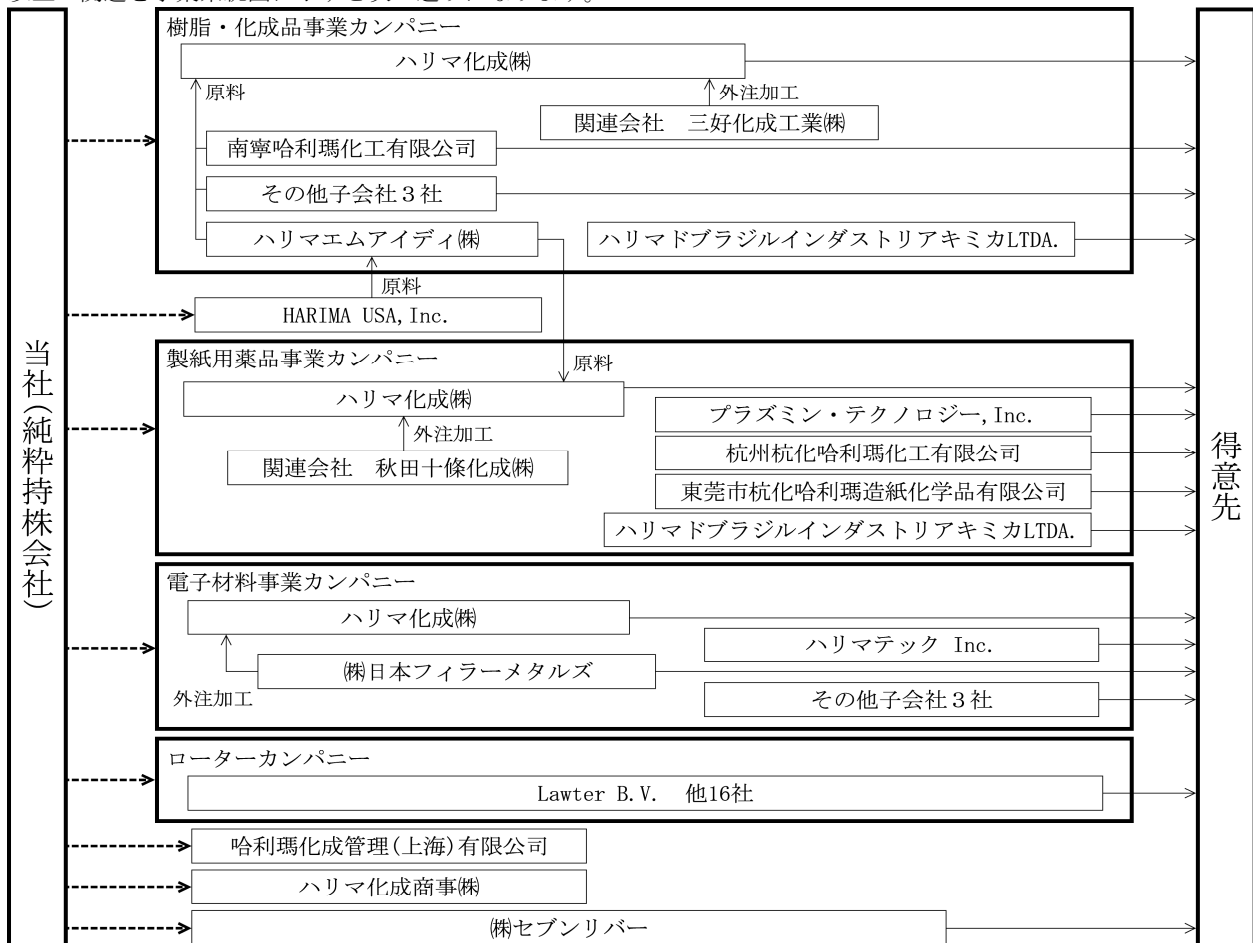 樹脂・化成品事業カンパニー
ハリマ化成㈱
原料
外注加工
関連会社　三好化成工業㈱
南寧哈利瑪化工有限公司
その他子会社３社
ハリマエムアイディ㈱
ハリマドブラジルインダストリアキミカLTDA.
原料
HARIMA USA, Inc.
当社(純粋持株会社)
得意先
製紙用薬品事業カンパニー
原料
ハリマ化成㈱
外注加工
関連会社　秋田十條化成㈱
プラズミン・テクノロジー, Inc.
杭州杭化哈利瑪化工有限公司
東莞市杭化哈利瑪造紙化学品有限公司
ハリマドブラジルインダストリアキミカLTDA.
電子材料事業カンパニー
ハリマ化成㈱
ハリマテック Inc.
㈱日本フィラーメタルズ
外注加工
その他子会社３社
ローターカンパニー
Lawter B.V.　他16社
哈利瑪化成管理(上海)有限公司
ハリマ化成商事㈱
㈱セブンリバー